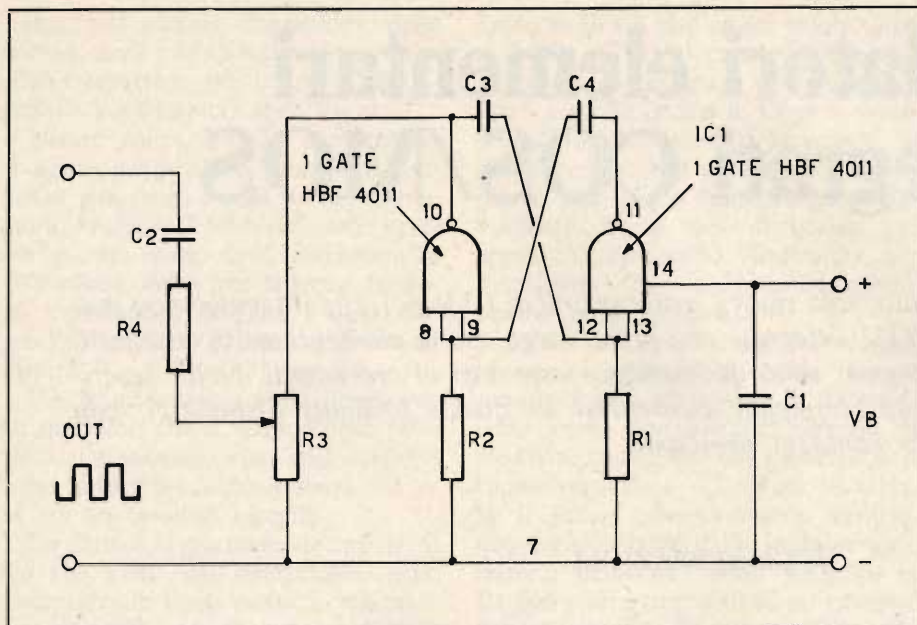 C3
C4
1 GATE
HBF 4011
IC1
1 GATE HBF 4011
10
11
14
C2
8
9
12
13
+
R4
C1
OUT
R3
R2
R1
VB
7
−